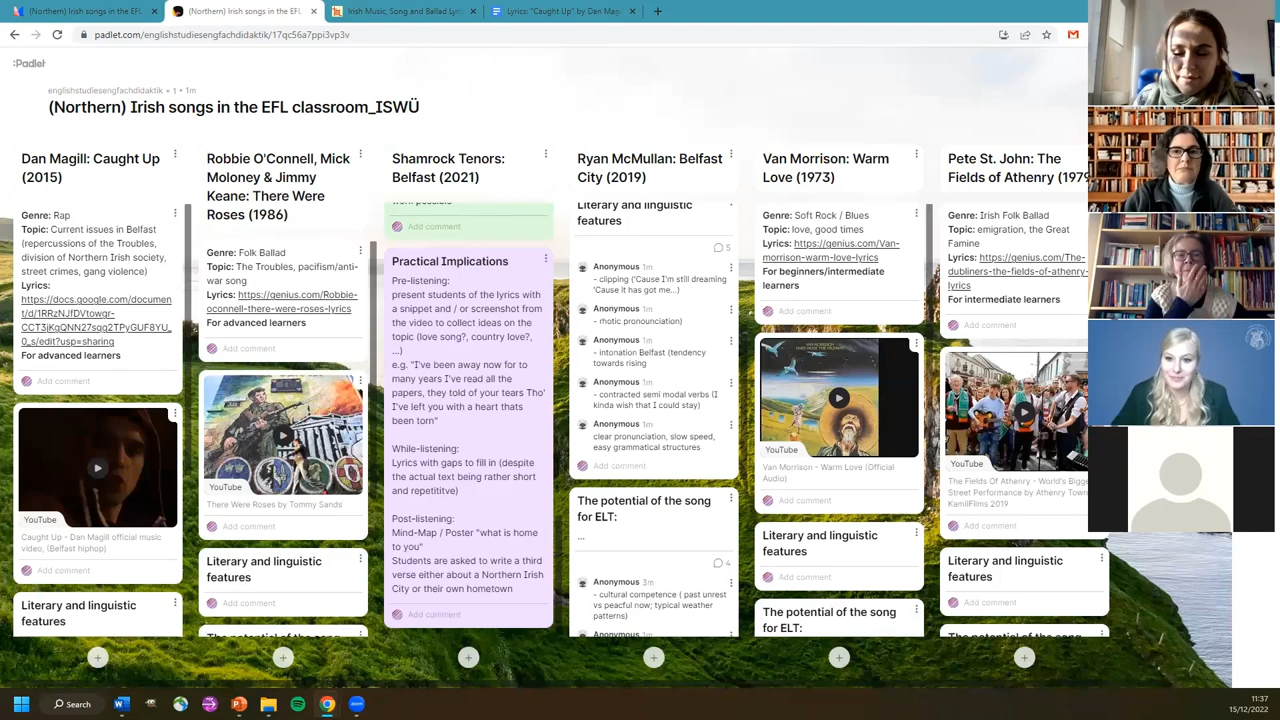 (Northern) Irish songs in the EFL
(Northern) Irish songs in the EFL
Irish Music, Song and Ballad Lyri
Lyrics: "Caught Up" by Dan Mag
padlet.com/englishstudiesengfachdidaktik/17qc56a7ppi3vp3v
:Padlet
englishstudiesengfachdidaktik • 1 • 1m
(Northern) Irish songs in the EFL classroom_ISWÜ
Dan Magill: Caught Up
(2015)
Genre: Rap
Topic: Current issues in Belfast
(repercussions of the Troubles,
division of Northern Irish society,
street crimes, gang violence)
Lyrics:
https://docs.google.com/documen
For advanced learners
Add comment
YouTube
Caught Up - Dan Magill official music
video, (Belfast hiphop)
Add comment
Literary and linguistic
features
Robbie O'Connell, Mick
Moloney & Jimmy
Keane: There Were
Roses (1986)
Genre: Folk Ballad
Topic: The Troubles, pacifism/anti-
war song
Lyrics: https://genius.com/Robbie-
oconnell-there-were-roses-lyrics
For advanced learners
Add comment
YouTube
There Were Roses by Tommy Sands
Add comment
Literary and linguistic
features
Add comment
Sherlock Tenors:
Belfast (2021)
work possible
Add comment
Practical Implications
Pre-listening:
present students of the lyrics with
a snippet and / or screenshot from
the video to collect ideas on the
topic (love song?, country love?,
...)
e.g. "I've been away now for to
many years I've read all the
papers, they told of your tears Tho'
I've left you with a heart thats
been torn"
While-listening:
Lyrics with gaps to fill in (despite
the actual text being rather short
and repetititve)
Post-listening:
Mind-Map / Poster "what is home
to you"
Students are asked to write a third
verse either about a Northern Irish
City or their own hometown
Add comment
Ryan McMullan: Belfast
City (2019)
Literary and linguistic
features
5
Anonymous 1m
- clipping ('Cause I'm still dreaming
'Cause it has got me...)
Anonymous 1m
- rhotic pronounciation)
Anonymous 1m
- intonation Belfast (tendency
towards rising
Anonymous 1m
- contracted semi modal verbs (I
kinda wish that I could stay)
Anonymous 1m
clear pronunciation, slow speed,
easy grammatical structures
Add comment
The potential of the song
for ELT:
...
4
Anonymous 3m
- cultural competence ( past unrest
vs peacful now; typical weather
patterns)
Anonymous 1m
Van Morrison: Warm
Love (1973)
Genre: Soft Rock / Blues
Topic: love, good times
Lyrics: https://genius.com/Van-
morrison-warm-love-lyrics
For beginners/intermediate
learners
Add comment
YouTube
Van Morrison - Warm Love (Official
Audio)
Add comment
Literary and linguistic
features
Add comment
The potential of the song
for ELT:
Pete St. John: The
Fields of Athenry (1979
Genre: Irish Folk Ballad
Topic: emigration, the Great
Famine
Lyrics: https://genius.com/The-
dubliners-the-fields-of-athenry-
lyrics
For intermediate learners
Add comment
YouTube
The Fields Of Athenry - World's Bigge
Street Performance by Athenry Town
KamilFilms 2019
Add comment
Literary and linguistic
features
Add comment
Search
11:37
15/12/2022